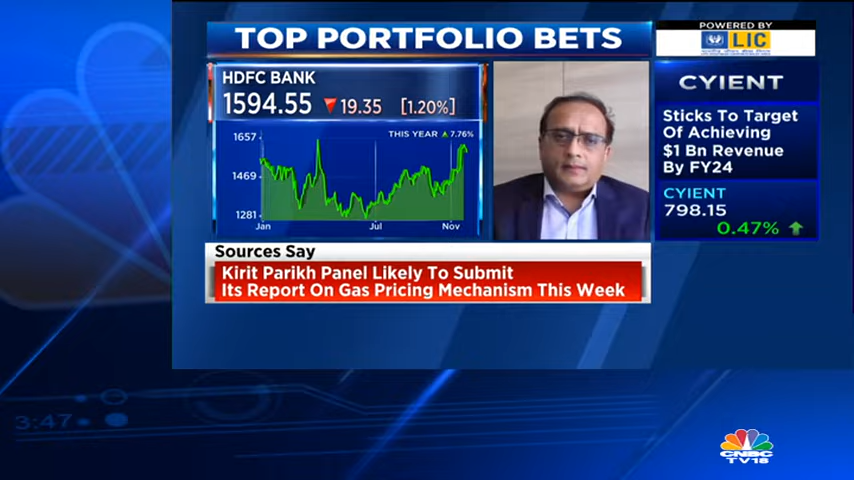 TOP PORTFOLIO BETS
POWERED BY
LIC
HDFC BANK
1594.55 ▼ 19.35 [1.20%]
THIS YEAR ▲ 7.76%
1657
1469
1281
Jan Jul Nov
CYIENT
Sticks To Target
Of Achieving
$1 Bn Revenue
By FY24
CYIENT
798.15
0.47%
Sources Say
Kirit Parikh Panel Likely To Submit
Its Report On Gas Pricing Mechanism This Week
3:47
CNBC
TV18